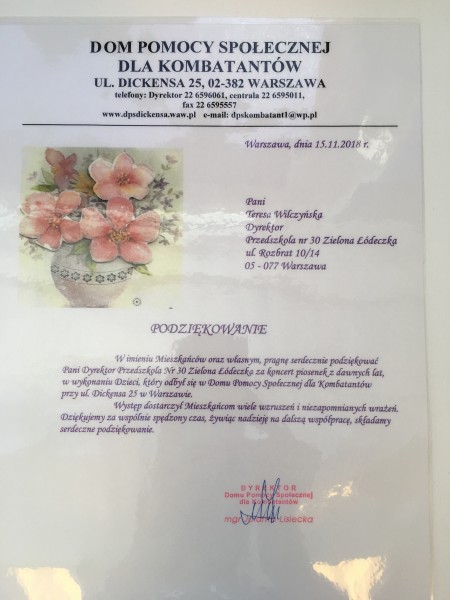 DOM POMOCY SPOŁECZNEJ
DLA KOMBATANTÓW
UL. DICKENSA 25, 02-382 WARSZAWA
telefony: Dyrektor 22 6596061, centrala 22 6595011,
fax 22 6595557
www.dpsdickensa.waw.pl e-mail: dpskombatant1@wp.pl
Warszawa, dnia 15.11.2018 r.
Pani
Teresa Wilczyńska
Dyrektor
Przedszkola nr 30 Zielona Łódeczka
ul. Rozbrat 10/14
05 - 077 Warszawa
PODZIĘKOWANIE
W imieniu Mieszkańców oraz własnym, pragnę serdecznie podziękować
Pani Dyrektor Przedszkola Nr 30 Zielona Łódeczka za koncert piosenek z dawnych lat,
w wykonaniu Dzieci, który odbył się w Domu Pomocy Społecznej dla Kombatantów
przy ul. Dickensa 25 w Warszawie.
Występ dostarczył Mieszkańcom wiele wzruszeń i niezapomnianych wrażeń.
Dziękujemy za wspólnie spędzony czas, żywiąc nadzieję na dalszą współpracę, składamy
serdeczne podziękowanie.
DYREKTOR
Domu Pomocy Społecznej
dla Kombatantów
mgr Lisiecka